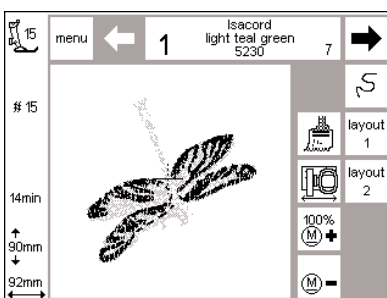 15
menu
1
Isacord
light teal green
5230
7
# 15
layout
1
layout
2
14min
100%
M +
90mm
M -
92mm